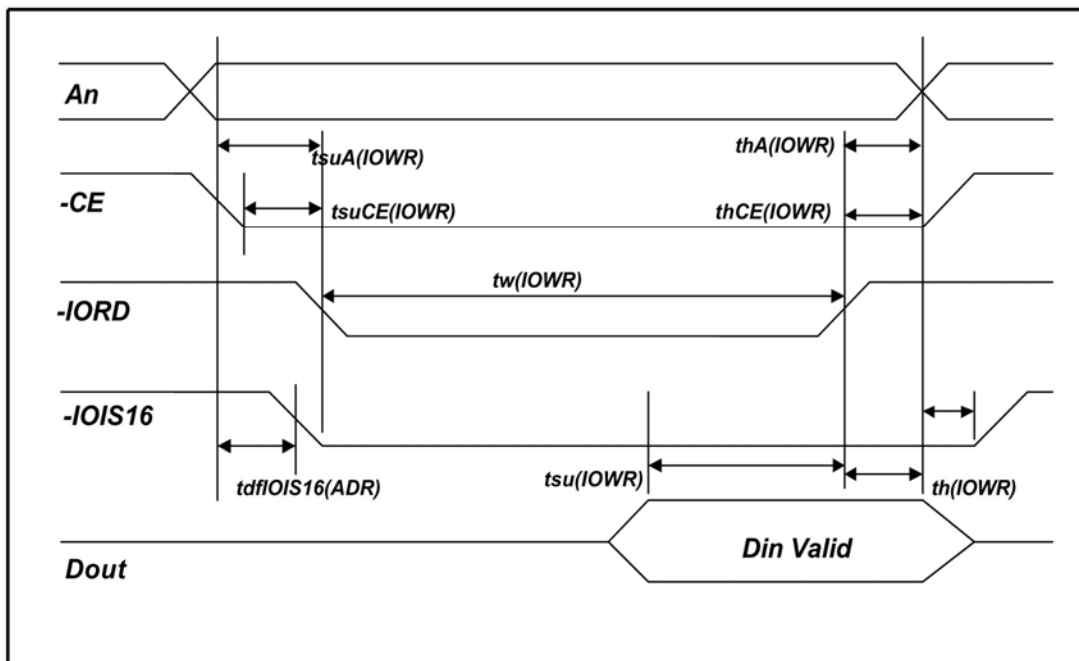 An
tsuA(IOWR)
thA(IOWR)
-CE
tsuCE(IOWR)
thCE(IOWR)
tw(IOWR)
-IORD
-IOIS16
tdfIOIS16(ADR)
tsu(IOWR)
th(IOWR)
Din Valid
Dout